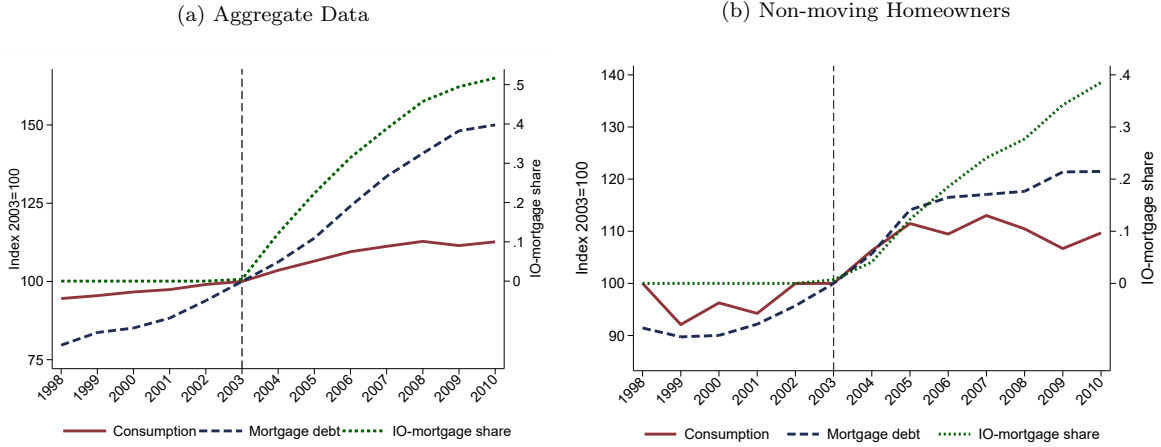 (a) Aggregate Data
Index 2003=100
150
125
100
75
.5
.4
.3
.2
.1
0
IO-mortgage share
1998 1999 2000 2001 2002 2003 2004 2005 2006 2007 2008 2009 2010
Consumption Mortgage debt IO-mortgage share
(b) Non-moving Homeowners
Index 2003=100
140
130
120
110
100
90
.4
.3
.2
.1
0
IO-mortgage share
1998 1999 2000 2001 2002 2003 2004 2005 2006 2007 2008 2009 2010
Consumption Mortgage debt IO-mortgage share